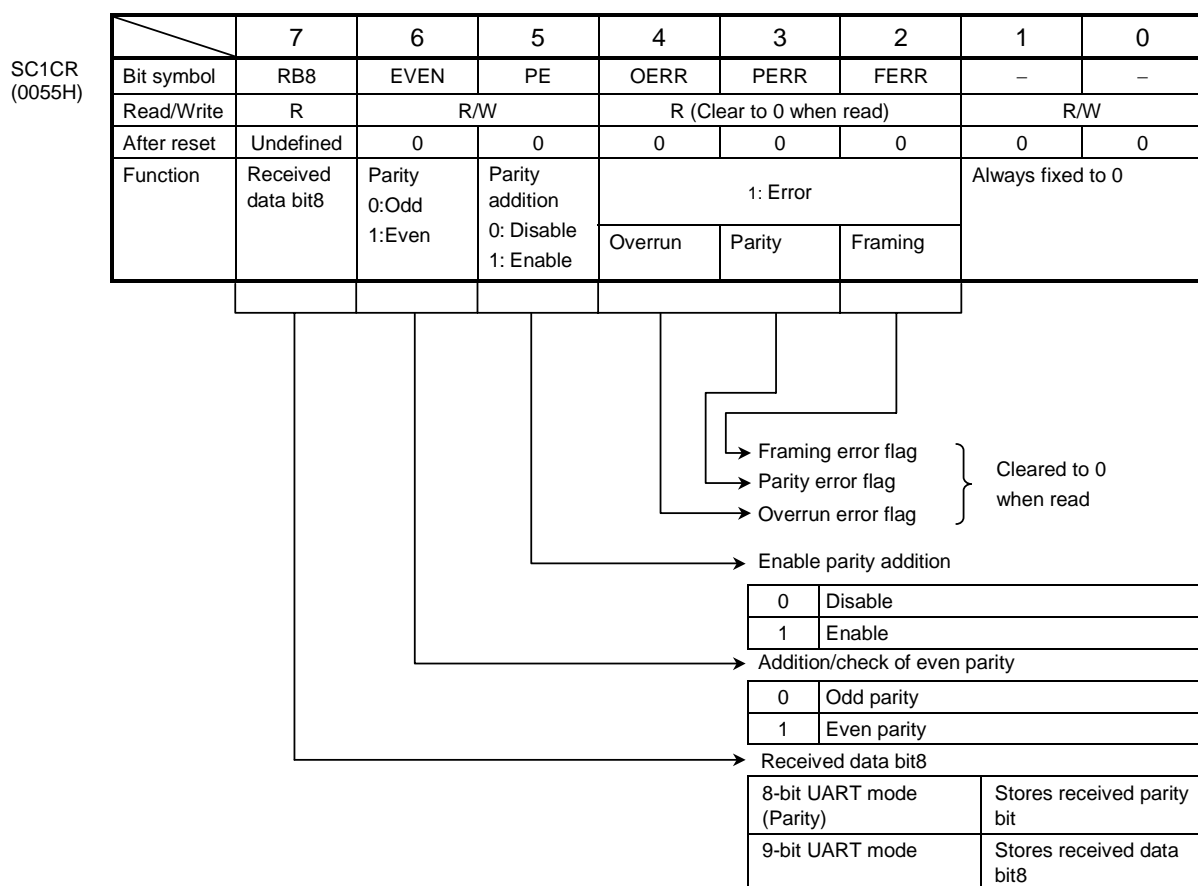 7 6 5 4 3 2 1 0
SC1CR
(0055H)
Bit symbol RB8 EVEN PE OERR PERR FERR − −
Read/Write R R/W R (Clear to 0 when read) R/W
After reset Undefined 0 0 0 0 0 0 0
Function
Received
data bit8
Parity
0:Odd
1:Even
Parity
addition
0: Disable
1: Enable
1: Error
Overrun Parity Framing
Always fixed to 0
Framing error flag
Parity error flag
Overrun error flag
Cleared to 0
when read
Enable parity addition
0 Disable
1 Enable
Addition/check of even parity
0 Odd parity
1 Even parity
Received data bit8
8-bit UART mode
(Parity)
Stores received parity
bit
9-bit UART mode
Stores received data
bit8